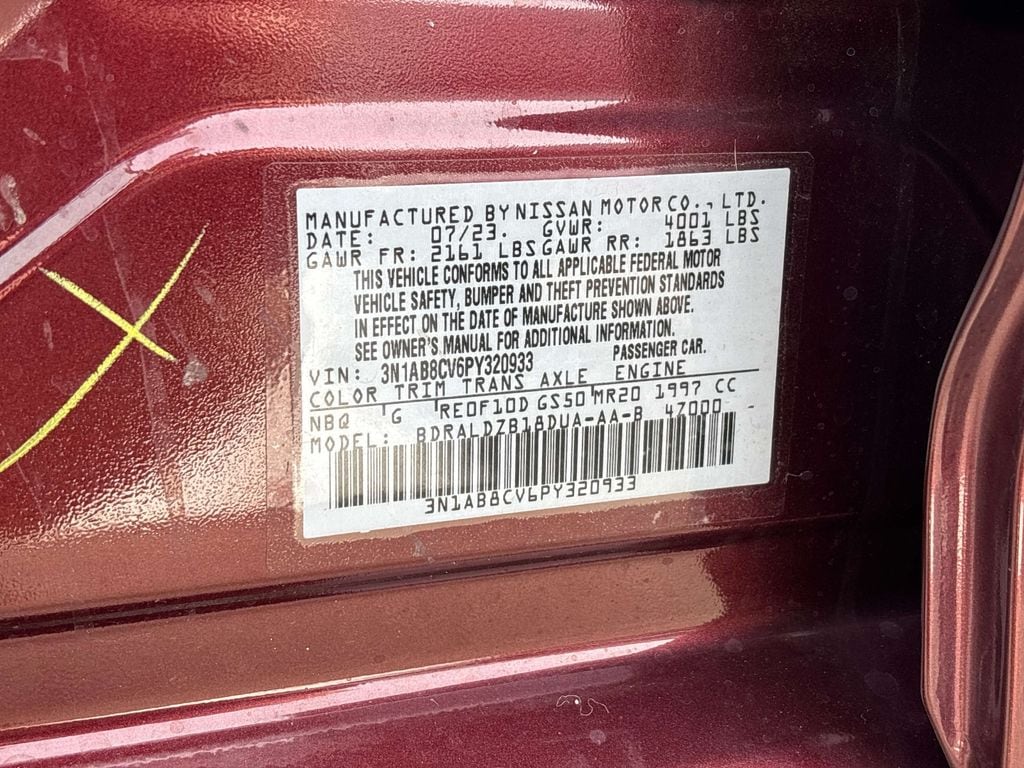 MANUFACTURED BY NISSAN MOTOR CO., LTD.
DATE: 07/23. GVWR: 4001 LBS
GAWR FR: 2161 LBS GAWR RR: 1863 LBS
THIS VEHICLE CONFORMS TO ALL APPLICABLE FEDERAL MOTOR
VEHICLE SAFETY, BUMPER AND THEFT PREVENTION STANDARDS
IN EFFECT ON THE DATE OF MANUFACTURE SHOWN ABOVE.
SEE OWNER'S MANUAL FOR ADDITIONAL INFORMATION.
VIN: 3N1AB8CV6PY320933 PASSENGER CAR.
COLOR TRIM TRANS AXLE ENGINE
NBQ G RE0F10D GS50 MR20 1997 CC
MODEL: BDRALDZB18DUA-AA-B 47000
3N1AB8CV6PY320933